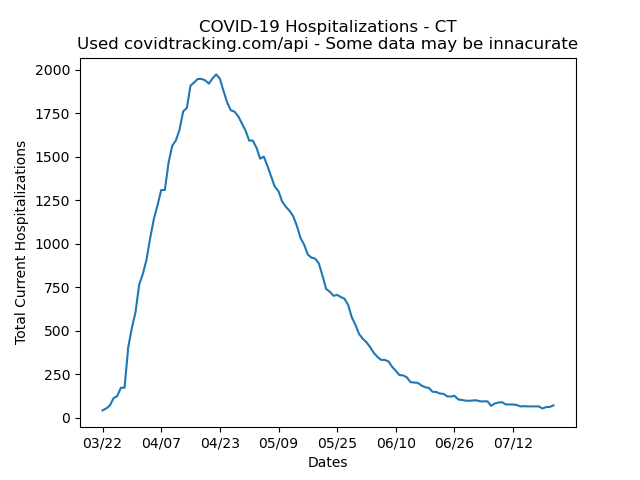 COVID-19 Hospitalizations - CT
Used covidtracking.com/api - Some data may be innacurate
Total Current Hospitalizations
2000
1750
1500
1250
1000
750
500
250
0
03/22 04/07 04/23 05/09 05/25 06/10 06/26 07/12
Dates